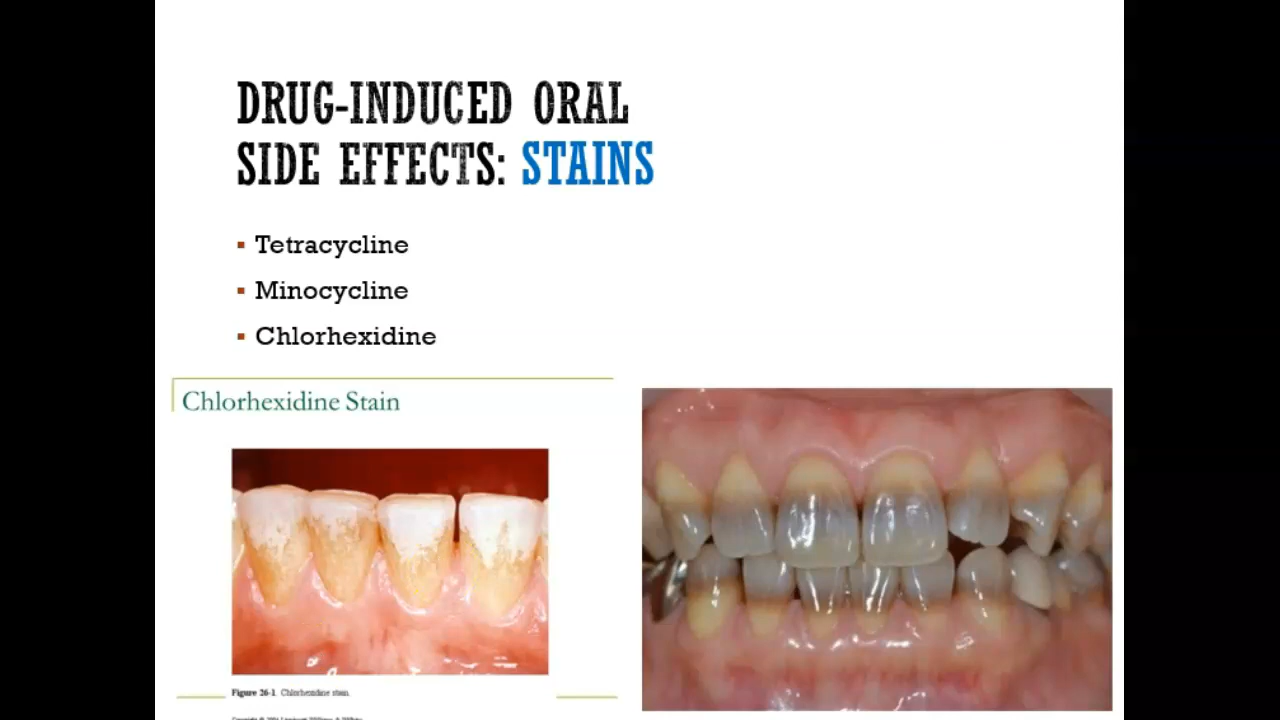 DRUG-INDUCED ORAL
SIDE EFFECTS: STAINS
▪ Tetracycline
▪ Minocycline
▪ Chlorhexidine
Chlorhexidine Stain
Figure 26-1. Chlorhexidine stain.